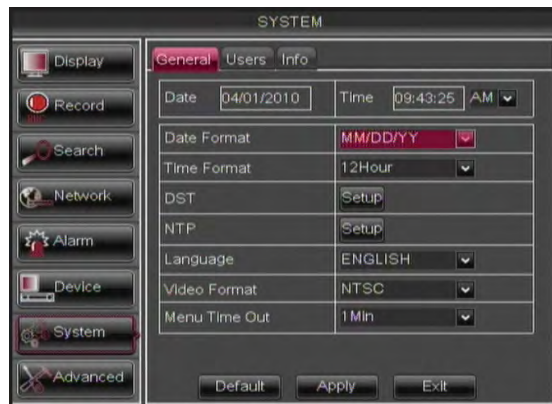 SYSTEM
Display
Record
Search
Network
Alarm
Device
System
Advanced
General Users Info
Date 04/01/2010 Time 09:43:25 AM
Date Format MM/DD/YY
Time Format 12Hour
DST Setup
NTP Setup
Language ENGLISH
Video Format NTSC
Menu Time Out 1Min
Default Apply Exit